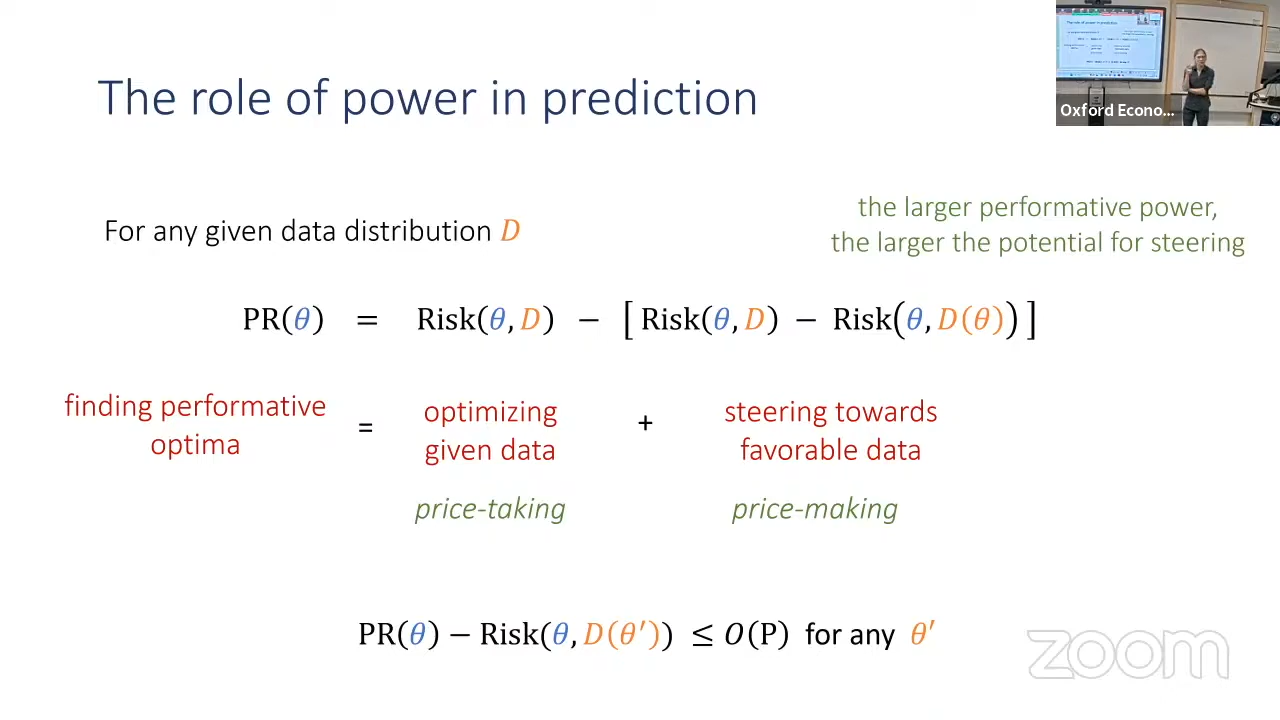 The role of power in prediction
Oxford Econo...
the larger performative power,
the larger the potential for steering
For any given data distribution D
PR(θ) = Risk(θ, D) − [ Risk(θ, D) − Risk(θ, D(θ)) ]
finding performative
optima
=
optimizing
given data
+
steering towards
favorable data
price-taking
price-making
PR(θ) − Risk(θ, D(θ′)) ≤ O(P) for any θ′
zoom